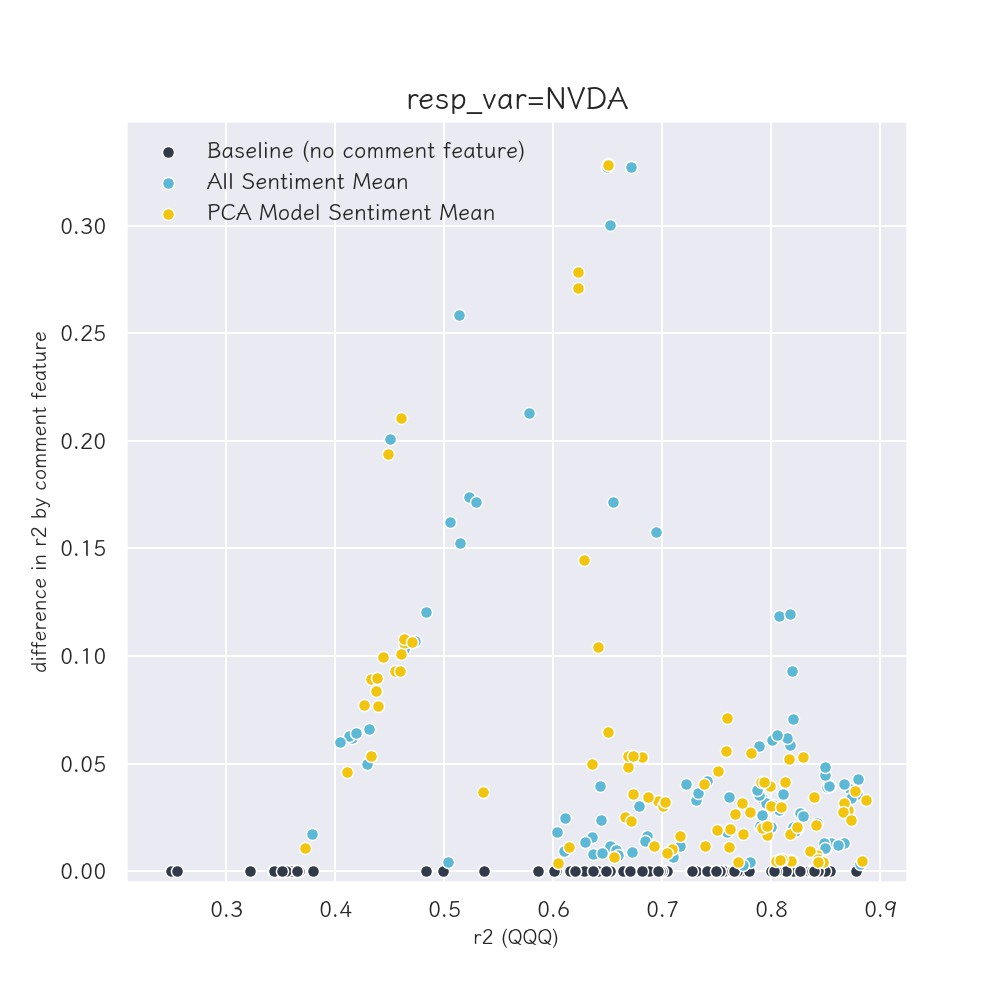 resp_var=NVDA
Baseline (no comment feature)
All Sentiment Mean
PCA Model Sentiment Mean
0.30
0.25
0.20
0.15
0.10
0.05
0.00
difference in r2 by comment feature
0.3 0.4 0.5 0.6 0.7 0.8 0.9
r2 (QQQ)